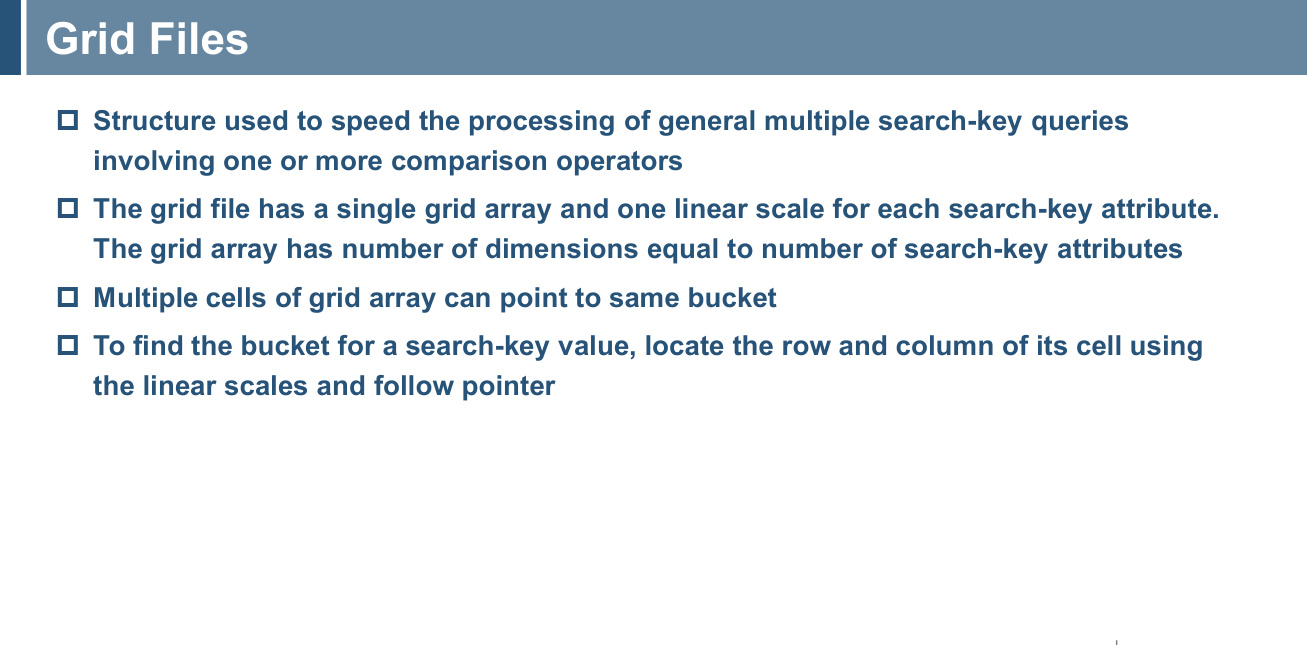 Grid Files
Structure used to speed the processing of general multiple search-key queries
involving one or more comparison operators
The grid file has a single grid array and one linear scale for each search-key attribute.
The grid array has number of dimensions equal to number of search-key attributes
Multiple cells of grid array can point to same bucket
To find the bucket for a search-key value, locate the row and column of its cell using
the linear scales and follow pointer